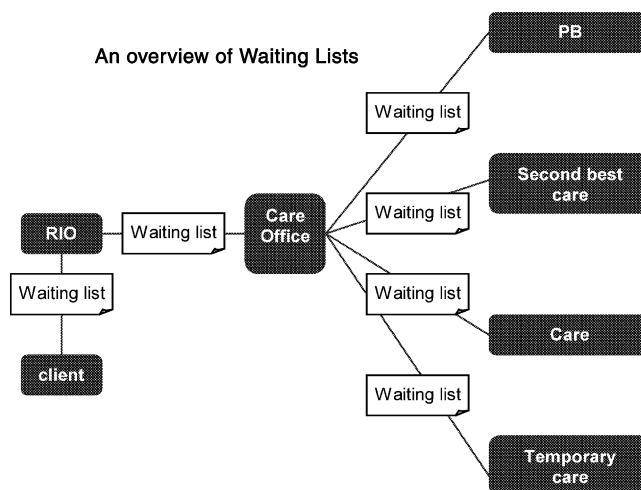 An overview of Waiting Lists
PB
Waiting list
Second best
care
Waiting list
Care
Office
RIO
Waiting list
Waiting list
Waiting list
Care
client
Waiting list
Temporary
care